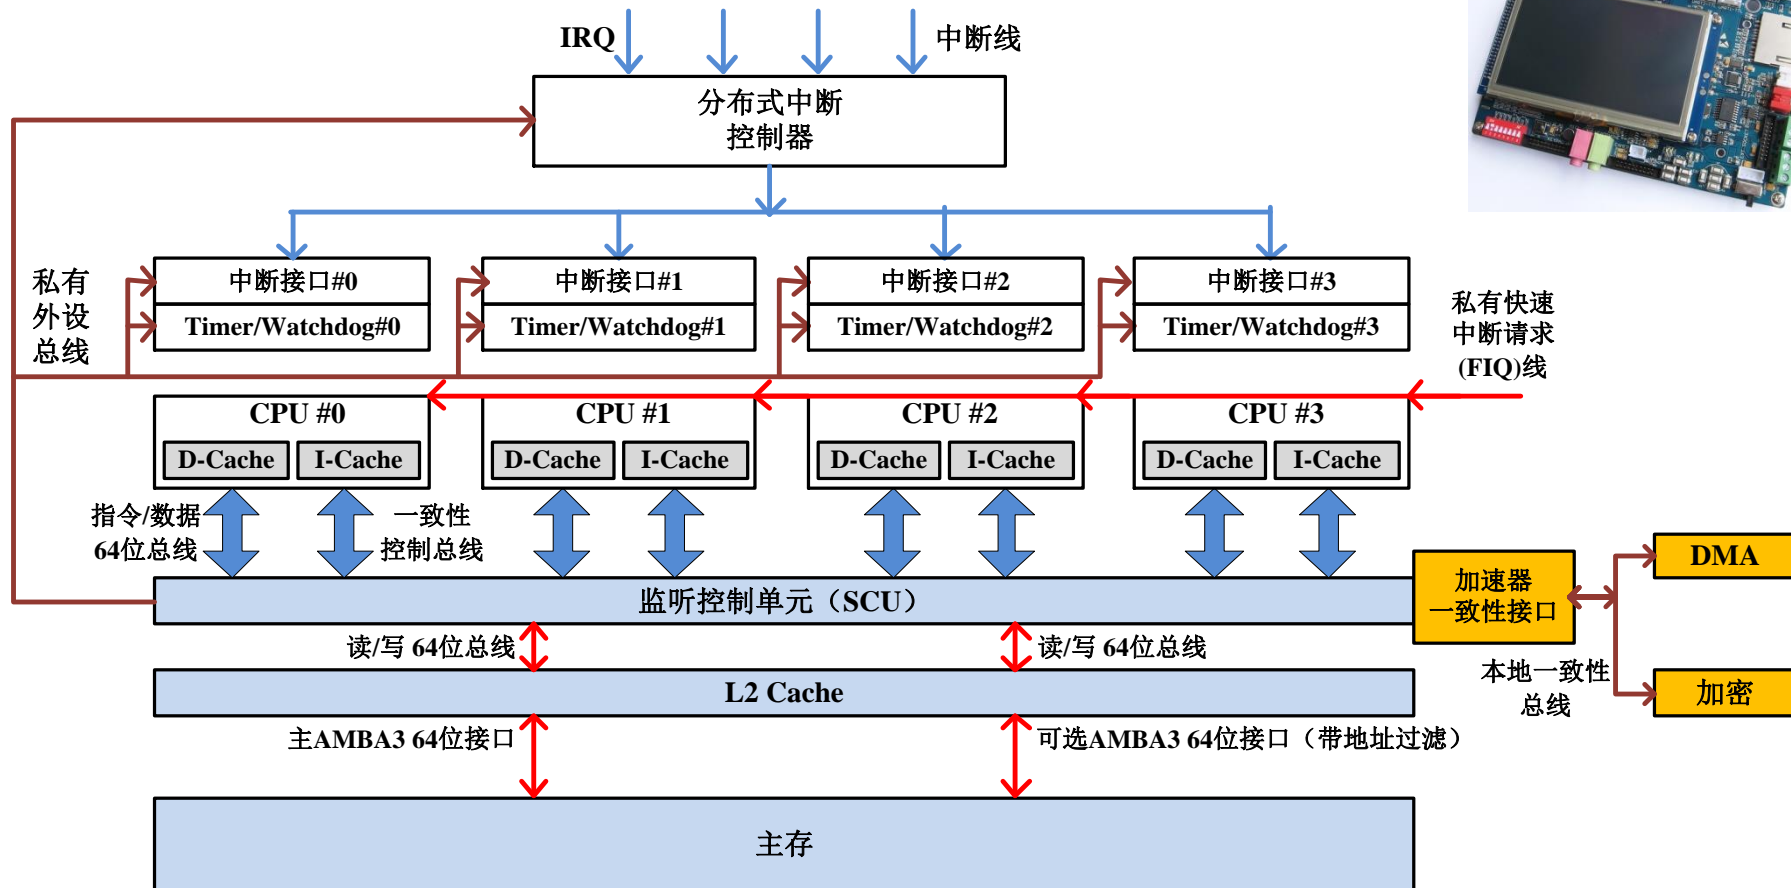 IRQ
中断线
分布式中断
控制器
私有
外设
总线
中断接口#0
Timer/Watchdog#0
中断接口#1
Timer/Watchdog#1
中断接口#2
Timer/Watchdog#2
中断接口#3
Timer/Watchdog#3
私有快速
中断请求
(FIQ)线
CPU #0
D-Cache
I-Cache
CPU #1
D-Cache
I-Cache
CPU #2
D-Cache
I-Cache
CPU #3
D-Cache
I-Cache
指令/数据
64位总线
一致性
控制总线
监听控制单元（SCU）
加速器
一致性接口
DMA
加密
本地一致性
总线
读/写 64位总线
读/写 64位总线
L2 Cache
主AMBA3 64位接口
可选AMBA3 64位接口（带地址过滤）
主存